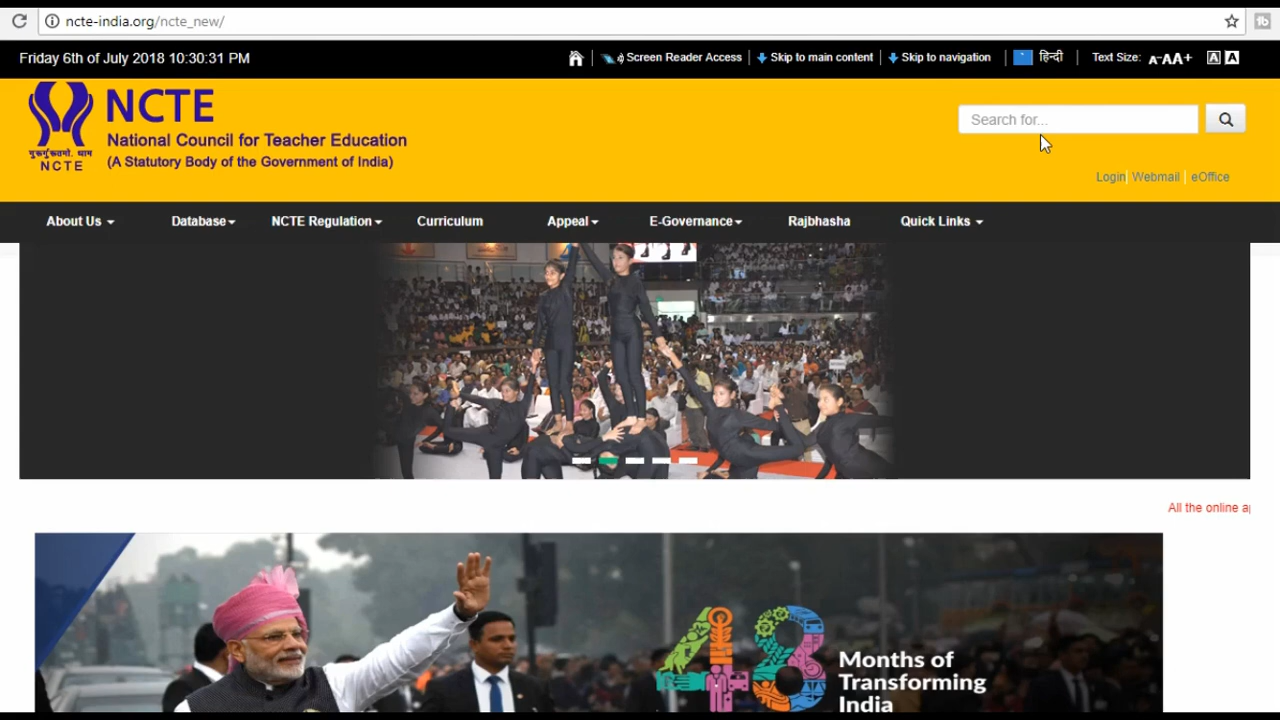 ncte-india.org/ncte_new/
Friday 6th of July 2018 10:30:31 PM
Screen Reader Access
Skip to main content
Skip to navigation
हिन्दी
Text Size: A-AA+ A A
NCTE
National Council for Teacher Education
(A Statutory Body of the Government of India)
NCTE
Search for...
Login Webmail eOffice
About Us
Database
NCTE Regulation
Curriculum
Appeal
E-Governance
Rajbhasha
Quick Links
All the online a
48
Months of
Transforming
India